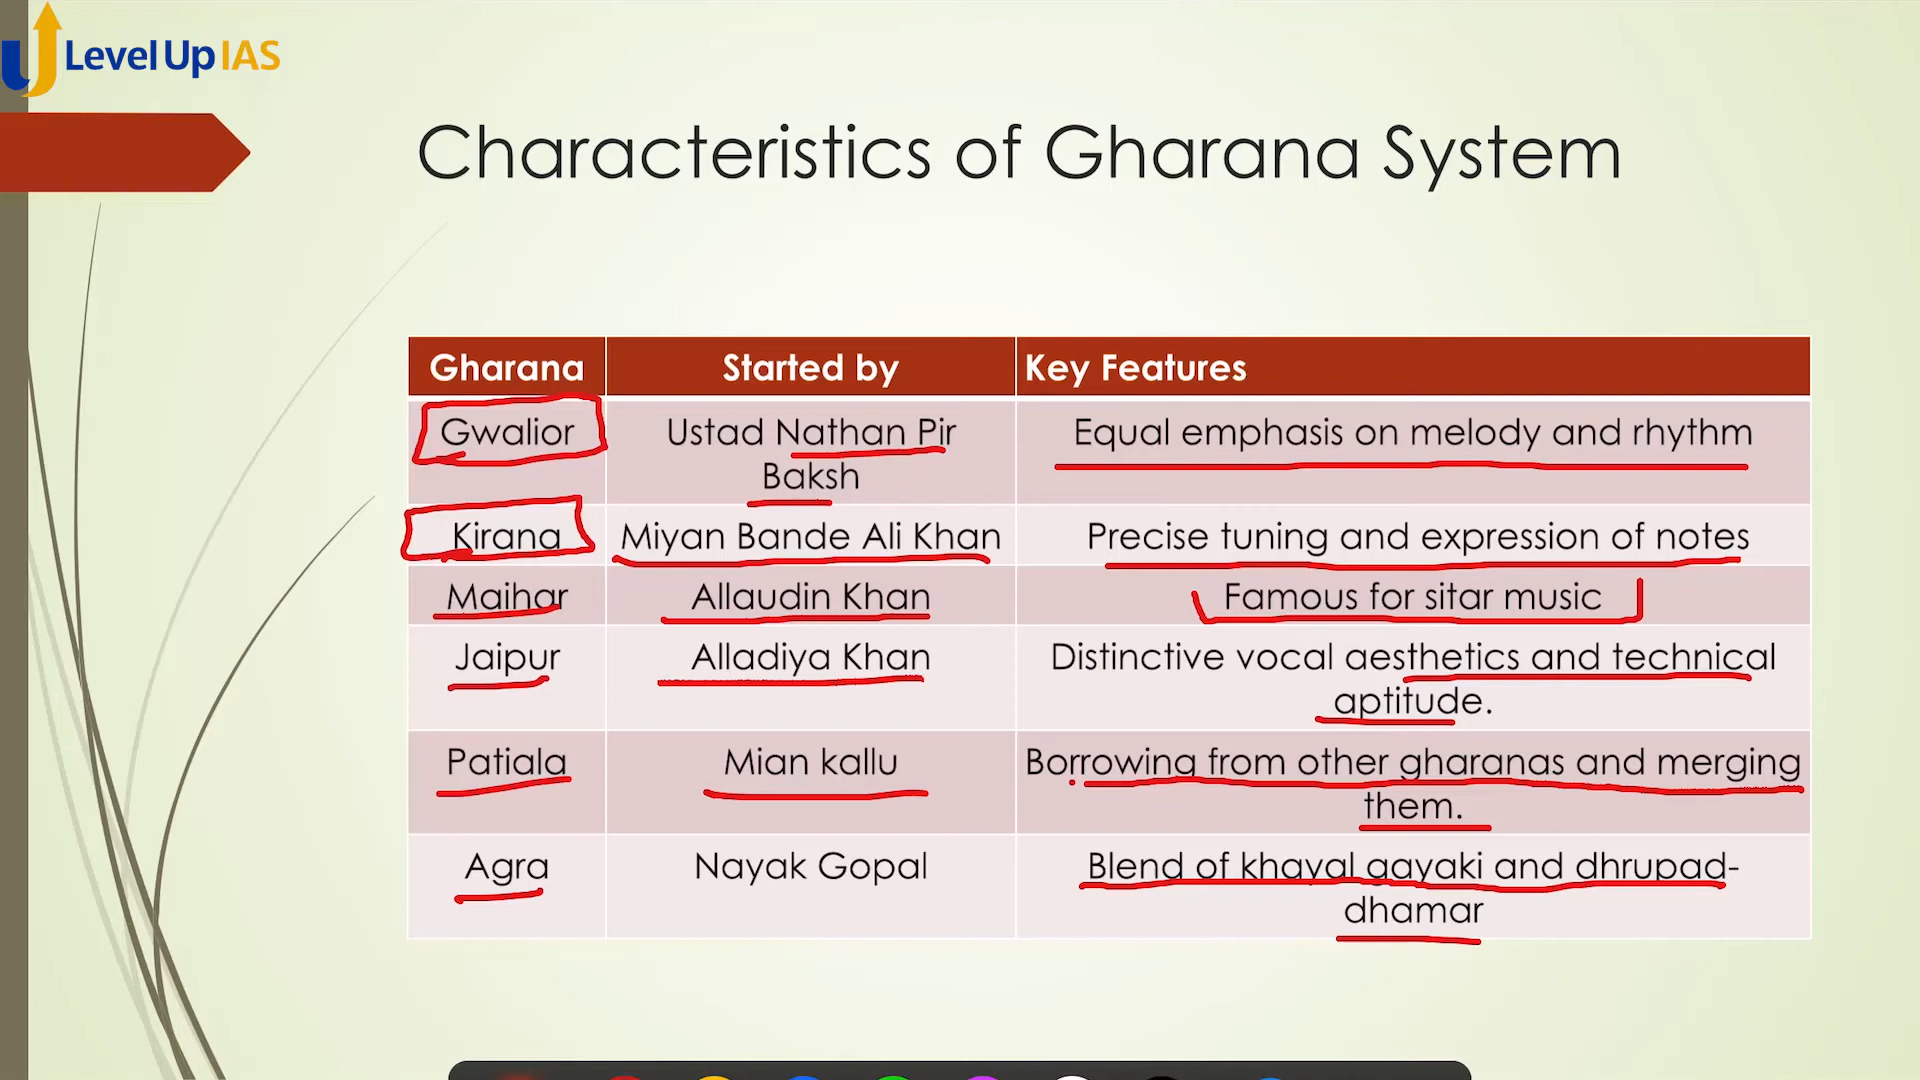 Level Up IAS
Characteristics of Gharana System
Gharana Started by Key Features
Gwalior Ustad Nathan Pir Baksh Equal emphasis on melody and rhythm
Kirana Miyan Bande Ali Khan Precise tuning and expression of notes
Maihar Allaudin Khan Famous for sitar music
Jaipur Alladiya Khan Distinctive vocal aesthetics and technical aptitude.
Patiala Mian kallu Borrowing from other gharanas and merging them.
Agra Nayak Gopal Blend of khayal gayaki and dhrupad-dhamar